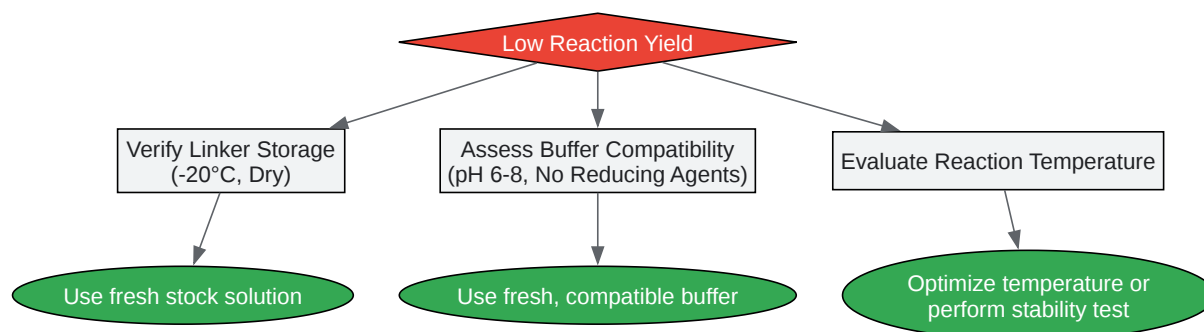 Low Reaction Yield
Verify Linker Storage
(-20°C, Dry)
Assess Buffer Compatibility
(pH 6-8, No Reducing Agents)
Evaluate Reaction Temperature
Use fresh stock solution
Use fresh, compatible buffer
Optimize temperature or
perform stability test